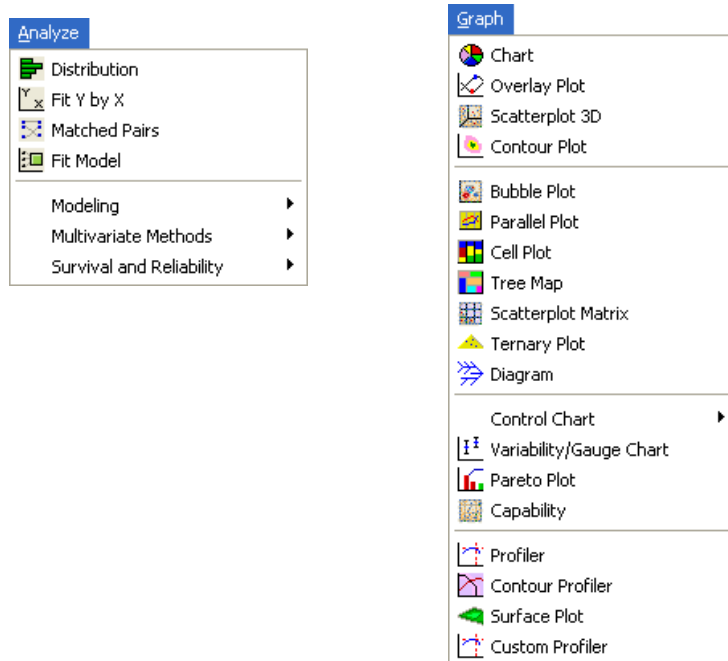 Analyze
Distribution
Fit Y by X
Matched Pairs
Fit Model
Modeling
Multivariate Methods
Survival and Reliability
Graph
Chart
Overlay Plot
Scatterplot 3D
Contour Plot
Bubble Plot
Parallel Plot
Cell Plot
Tree Map
Scatterplot Matrix
Ternary Plot
Diagram
Control Chart
Variability/Gauge Chart
Pareto Plot
Capability
Profiler
Contour Profiler
Surface Plot
Custom Profiler